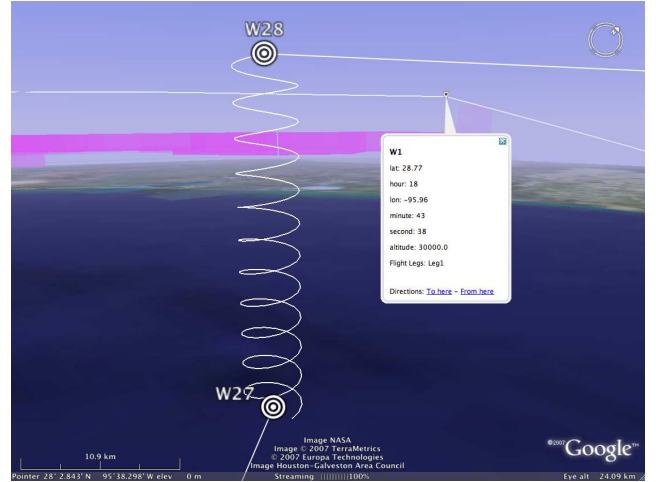 W28
W1
lat: 28.77
hour: 18
lon: -95.96
minute: 43
second: 38
altitude: 30000.0
Flight Legs: Leg1
Directions: To here - From here
W27
10.9 km
Image NASA
Image © 2007 TerraMetrics
© 2007 Europa Technologies
Image Houston-Galveston Area Council
©2007 Google™
Pointer 28° 2.843' N 95°38.298' W elev 0 m Streaming ||||||||||100% Eye alt 24.09 km